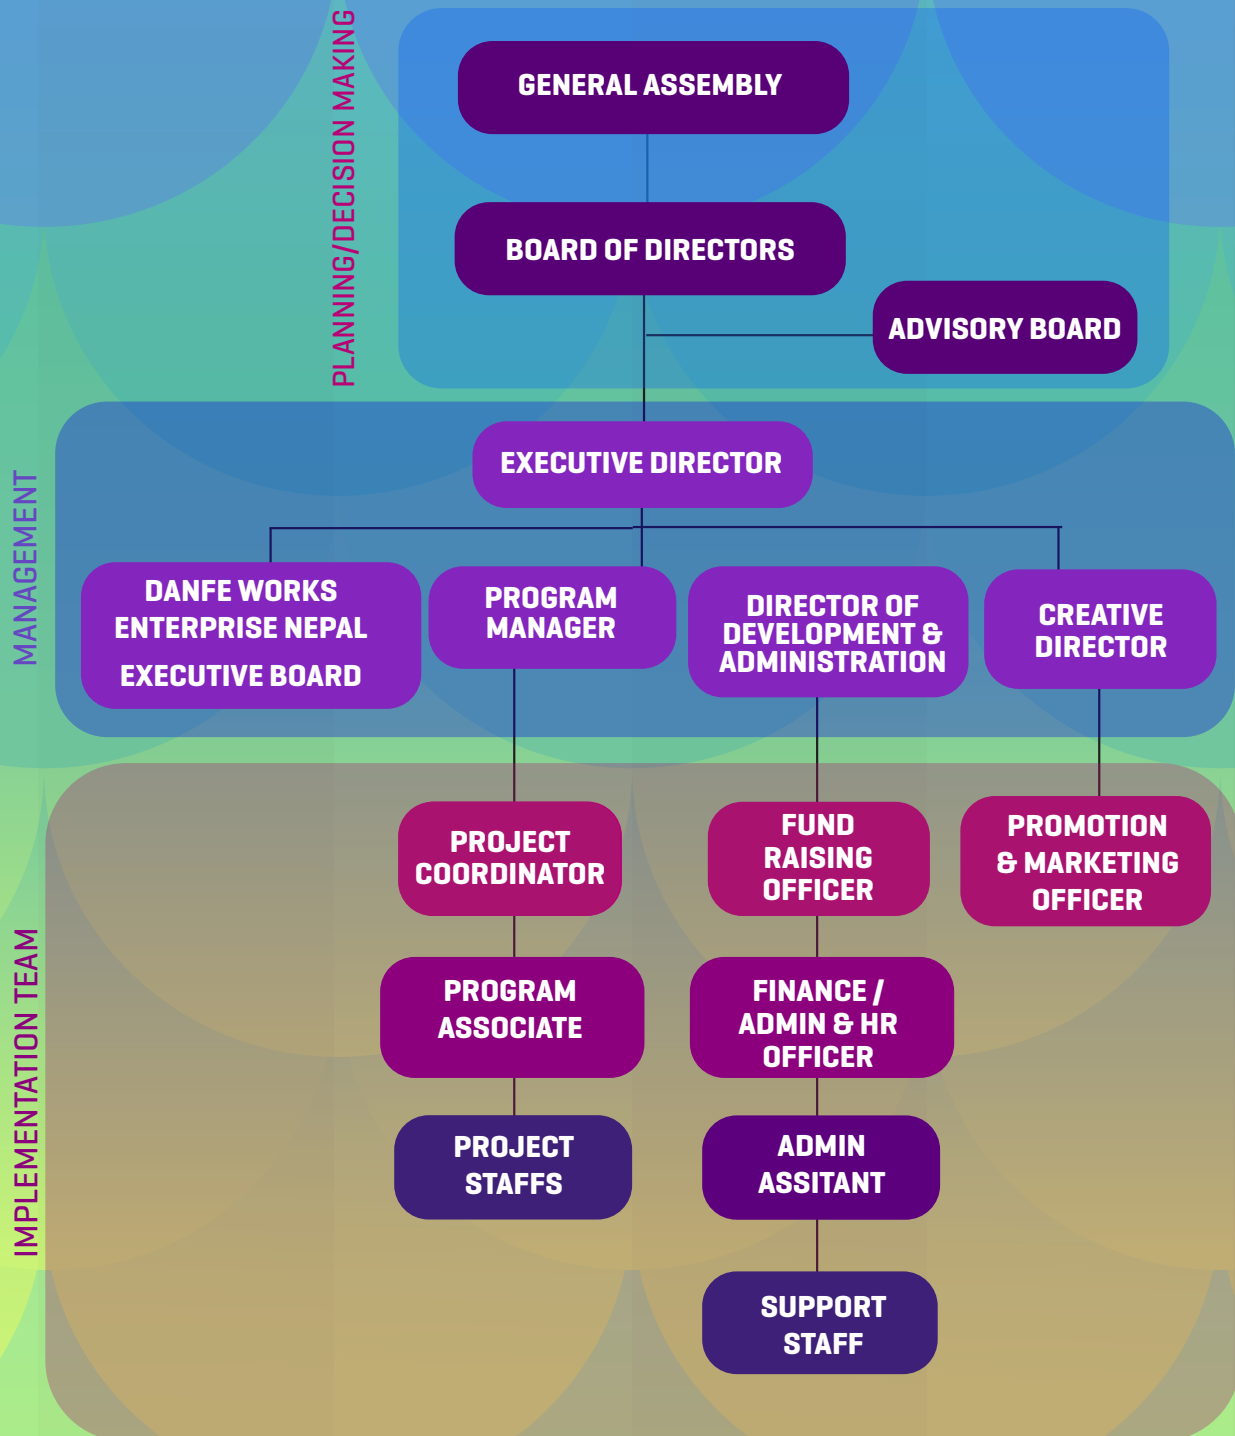 PLANNING/DECISION MAKING
GENERAL ASSEMBLY
BOARD OF DIRECTORS
ADVISORY BOARD
MANAGEMENT
EXECUTIVE DIRECTOR
DANFE WORKS
ENTERPRISE NEPAL
EXECUTIVE BOARD
PROGRAM
MANAGER
DIRECTOR OF
DEVELOPMENT &
ADMINISTRATION
CREATIVE
DIRECTOR
IMPLEMENTATION TEAM
PROJECT
COORDINATOR
FUND
RAISING
OFFICER
PROMOTION
& MARKETING
OFFICER
PROGRAM
ASSOCIATE
FINANCE /
ADMIN & HR
OFFICER
PROJECT
STAFFS
ADMIN
ASSITANT
SUPPORT
STAFF